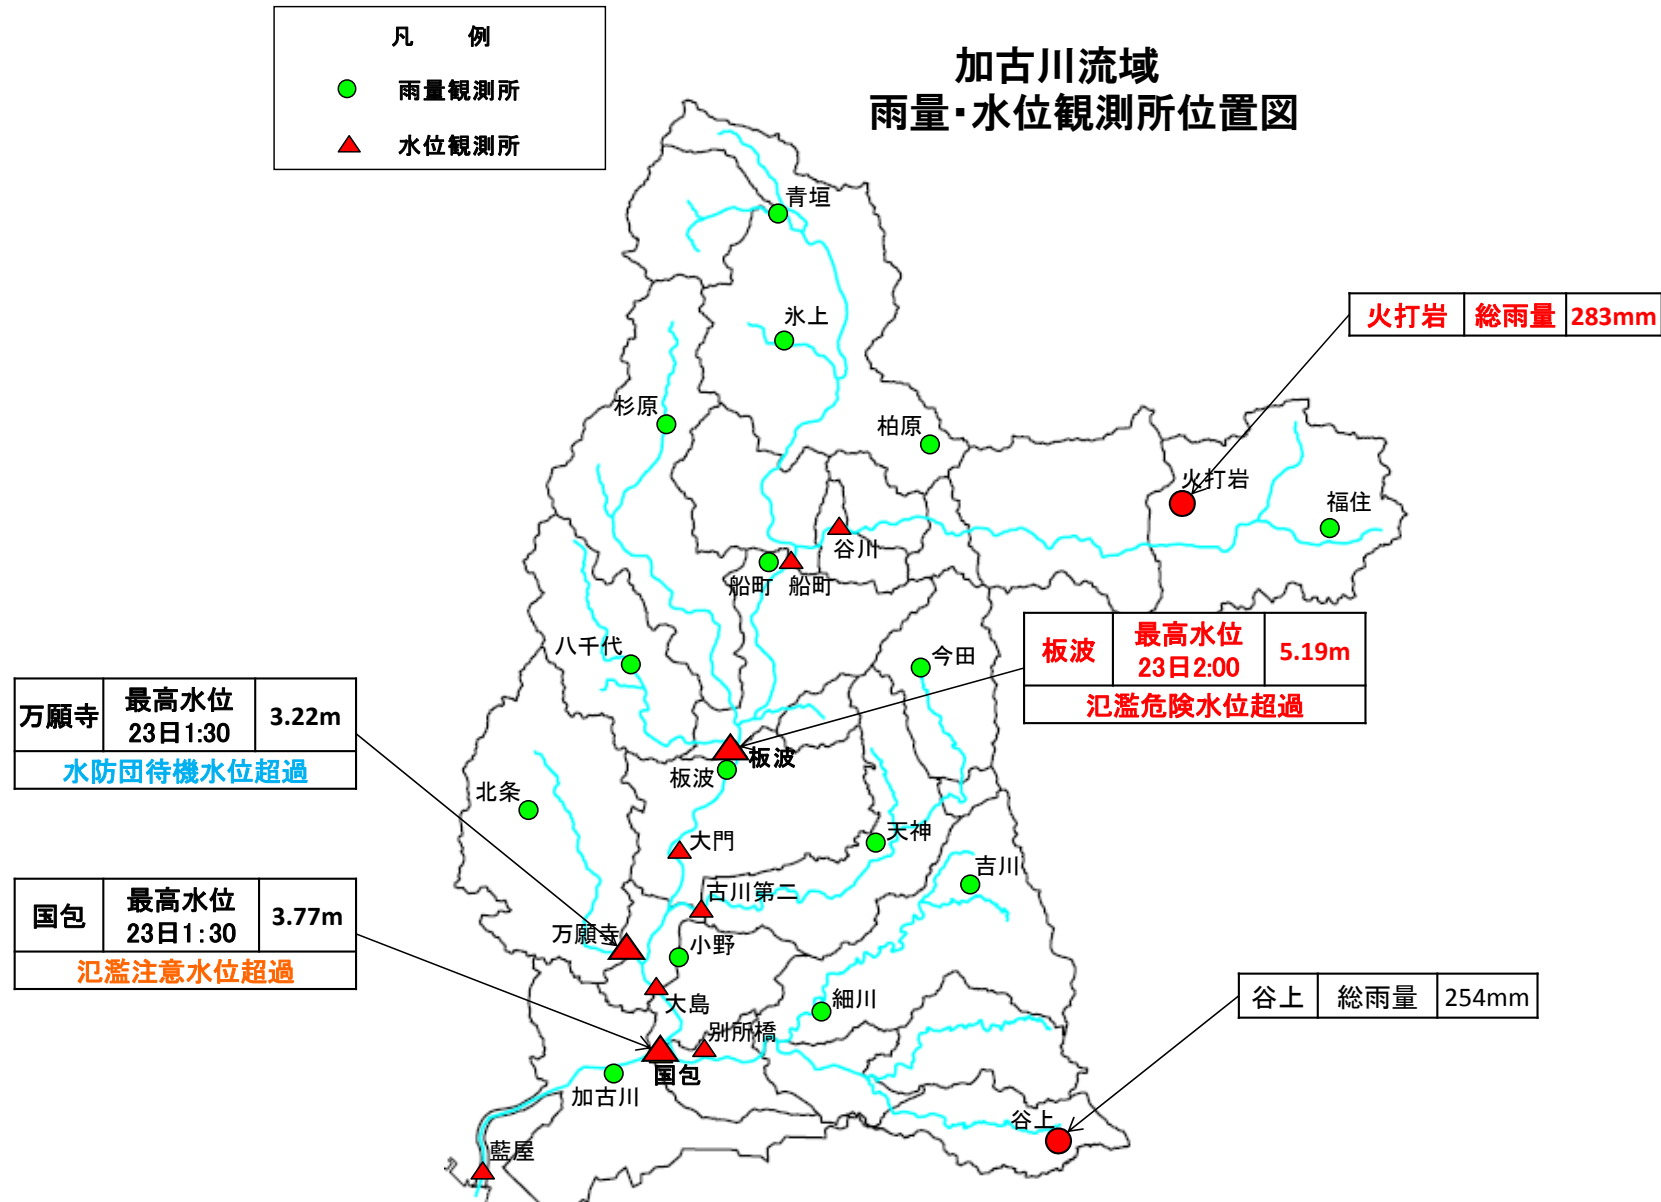 凡 例
雨量観測所
水位観測所
加古川流域
雨量・水位観測所位置図
青垣
氷上
火打岩 総雨量 283mm
杉原
柏原
火打岩
福住
谷川
船町 船町
八千代
今田
板波 最高水位 23日2:00 5.19m
氾濫危険水位超過
万願寺 最高水位 23日1:30 3.22m
水防団待機水位超過
板波
板波
北条
大門
天神
吉川
国包 最高水位 23日1:30 3.77m
氾濫注意水位超過
古川第二
万願寺
小野
大島
細川
谷上 総雨量 254mm
別所橋
国包
加古川
谷上
藍屋